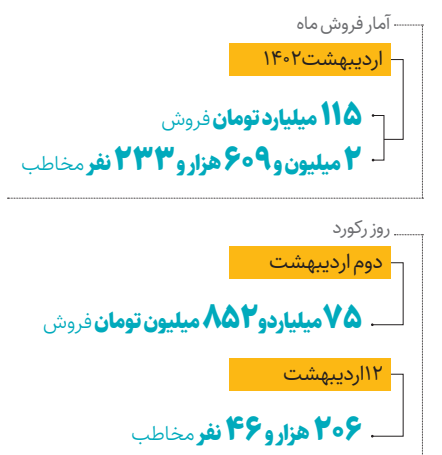 آمار فروش ماه
اردیبهشت۱۴۰۲
۱۱۵ میلیارد تومان فروش
۲ میلیون و ۶۰۹ هزار و ۲۳۳ نفر مخاطب
روز رکورد
دوم اردیبهشت
۷۵ میلیارد و ۸۵۲ میلیون تومان فروش
۱۲اردیبهشت
۲۰۶ هزار و ۴۶ نفر مخاطب